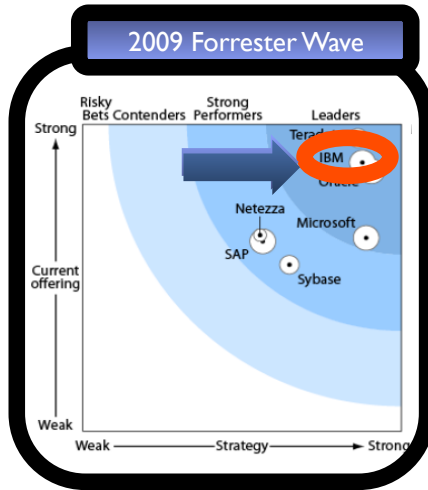 2009 Forrester Wave
Risky
Bets
Contenders
Strong
Performers
Leaders
Strong
IBM
Netezza
Microsoft
SAP
Sybase
Current
offering
Weak
Weak
Strategy
Strong